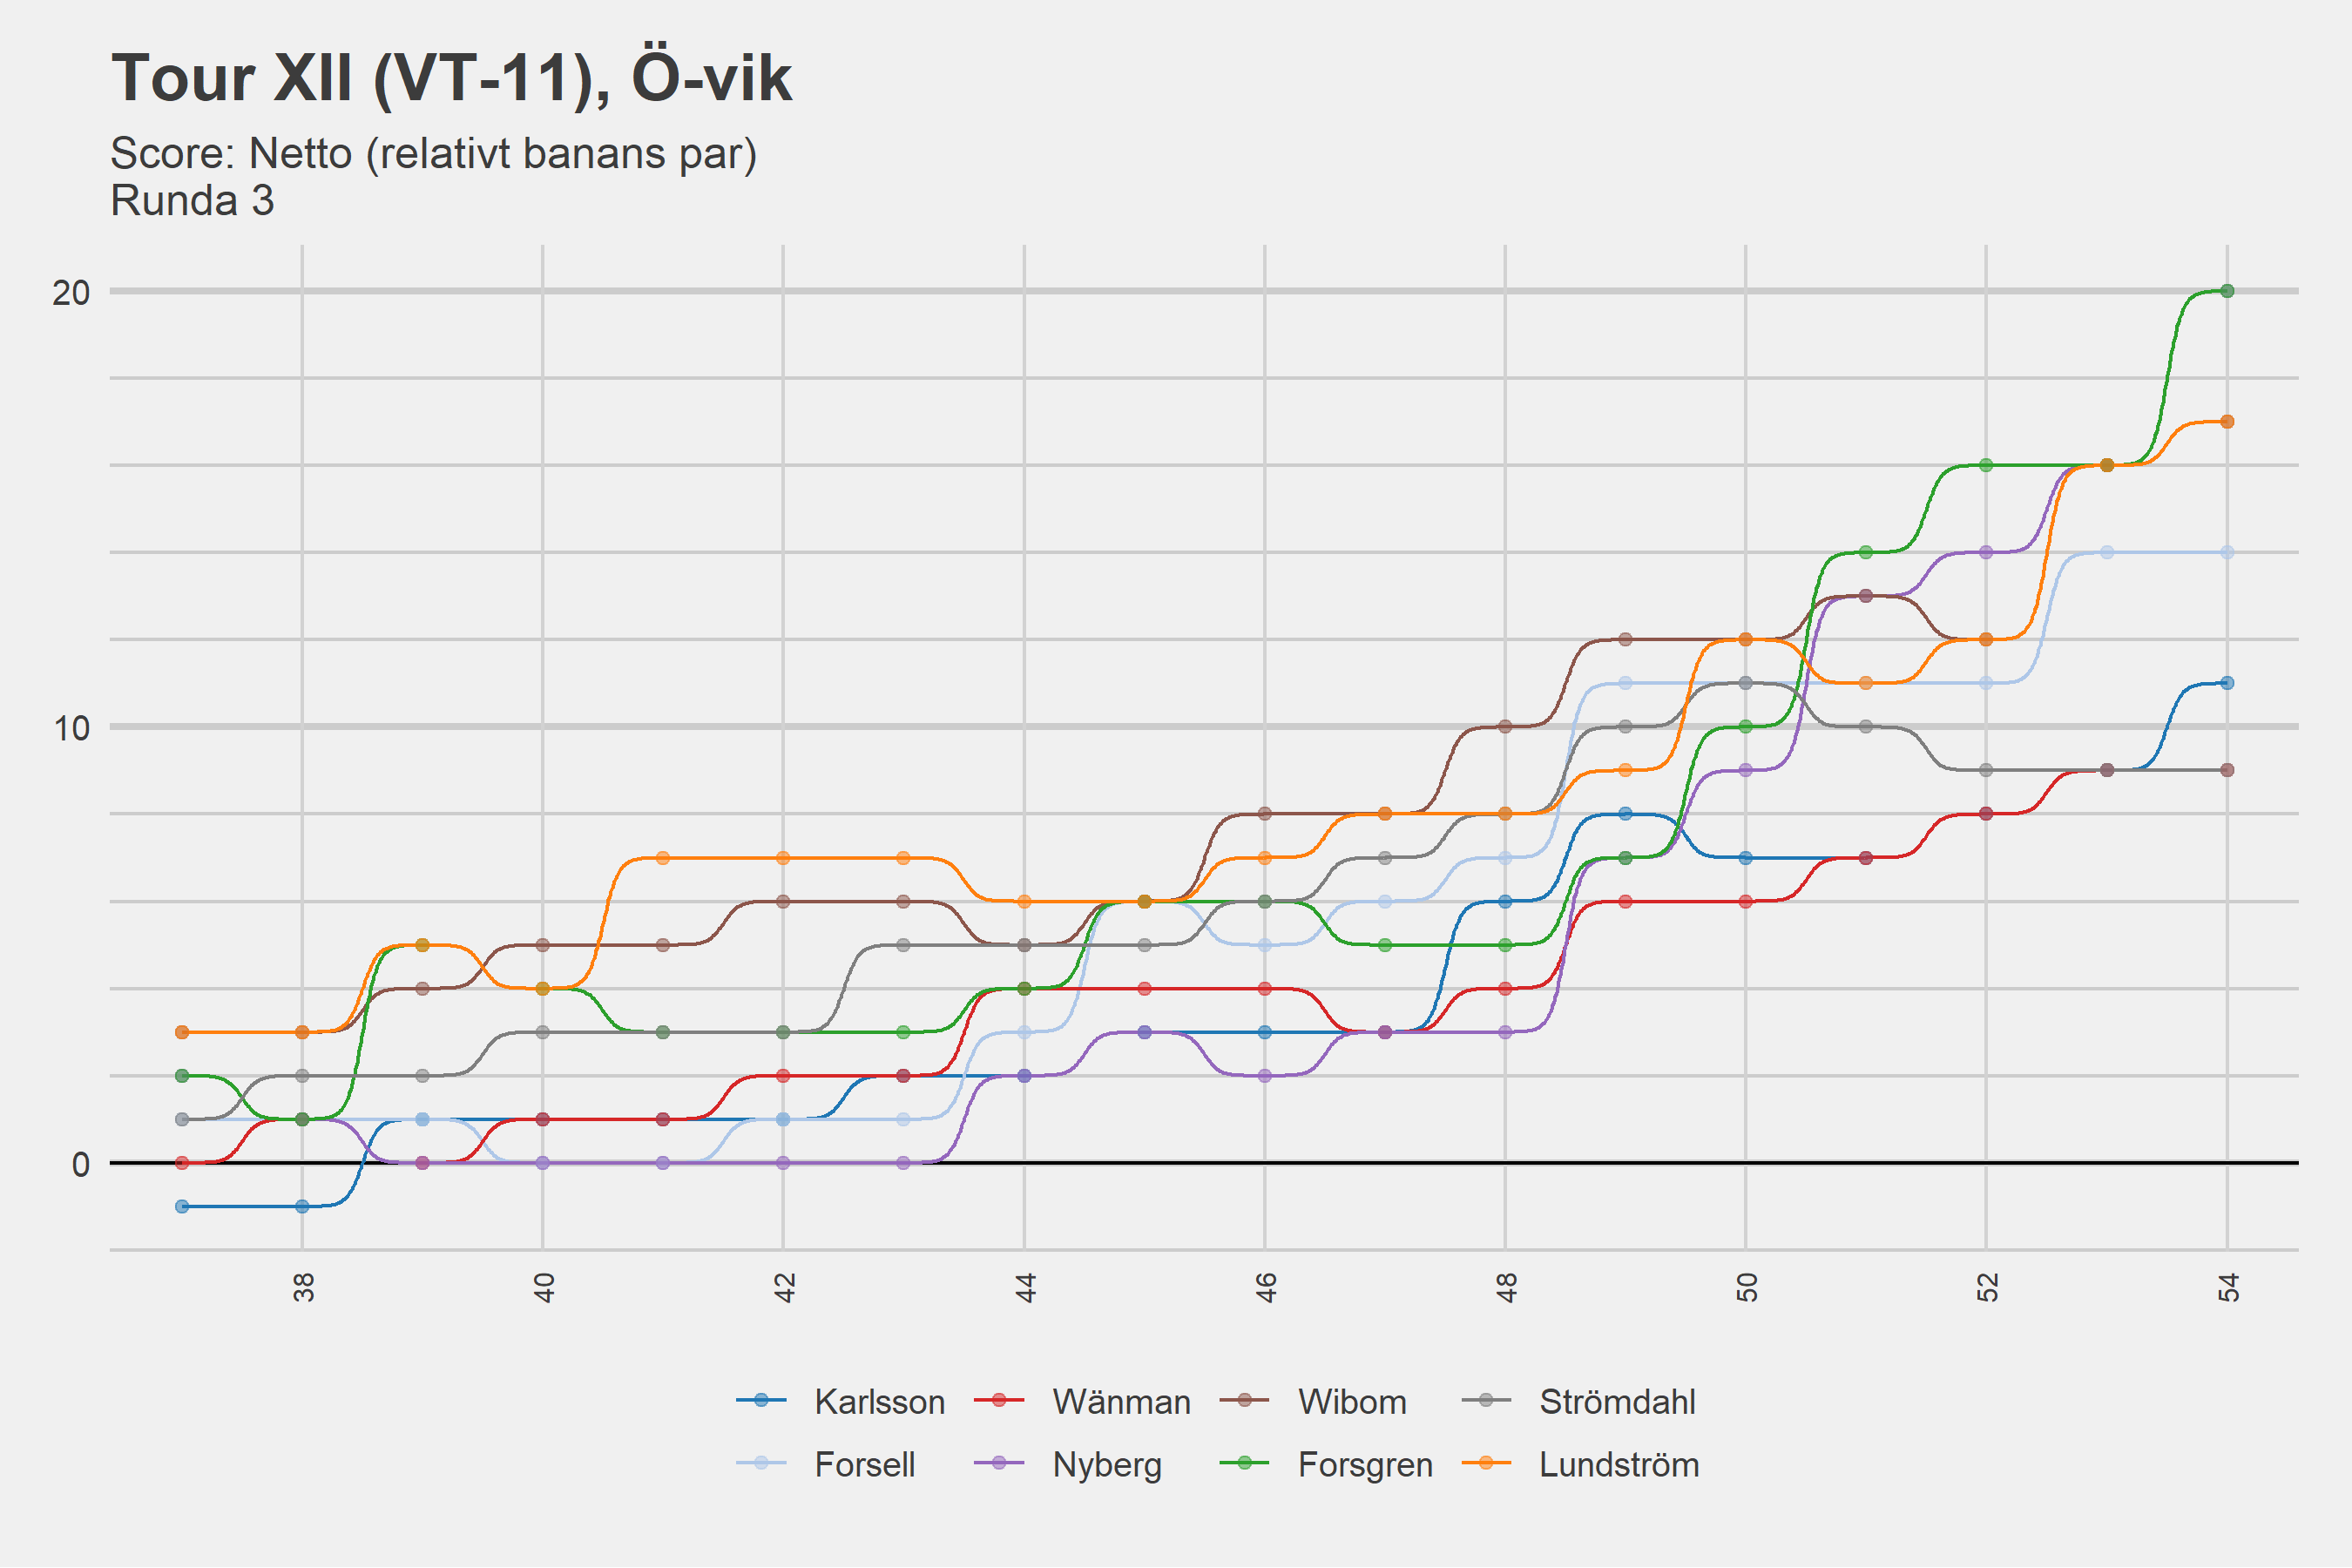 Tour XII (VT-11), Ö-vik
Score: Netto (relativt banans par)
Runda 3
20
10
0
38 40 42 44 46 48 50 52 54
Karlsson Wänman Wibom Strömdahl
Forsell Nyberg Forsgren Lundström